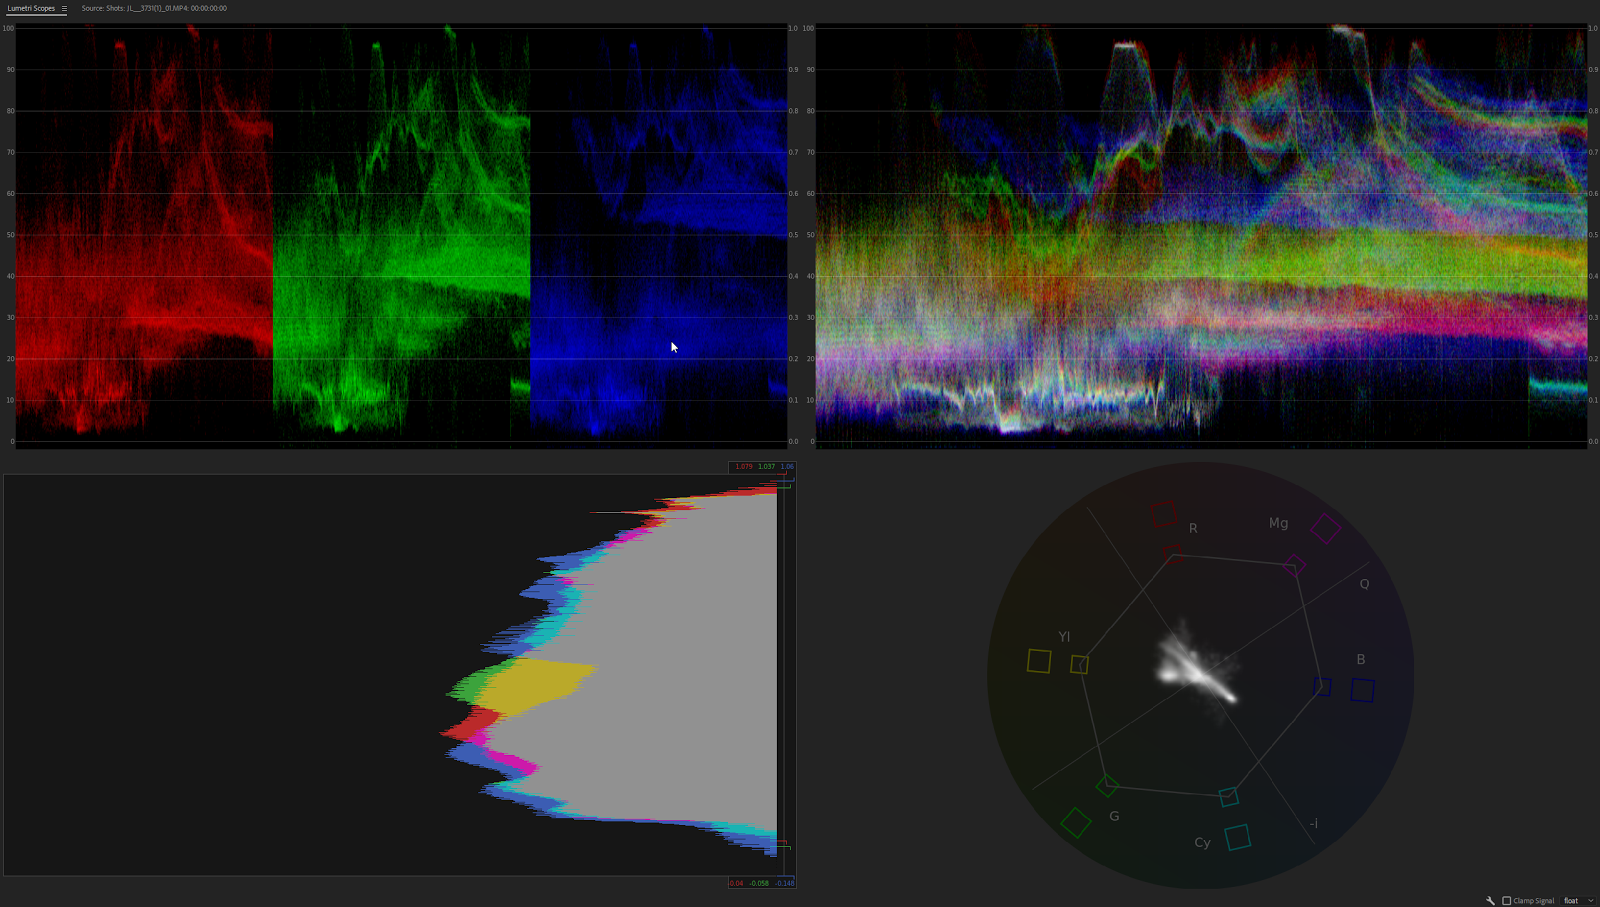 Lumetri Scopes ☰ Source: Shots: JL__3731(1)_01.MP4: 00:00:00:00
100 1.0 100 1.0
90 0.9 90 0.9
80 0.8 80 0.8
70 0.7 70 0.7
60 0.6 60 0.6
50 0.5 50 0.5
40 0.4 40 0.4
30 0.3 30 0.3
20 0.2 20 0.2
10 0.1 10 0.1
0 0.0 0 0.0
1.079 1.037 1.06
R
Mg
Q
Yl
B
G
-i
Cy
0.04 -0.058 -0.148
Clamp Signal float